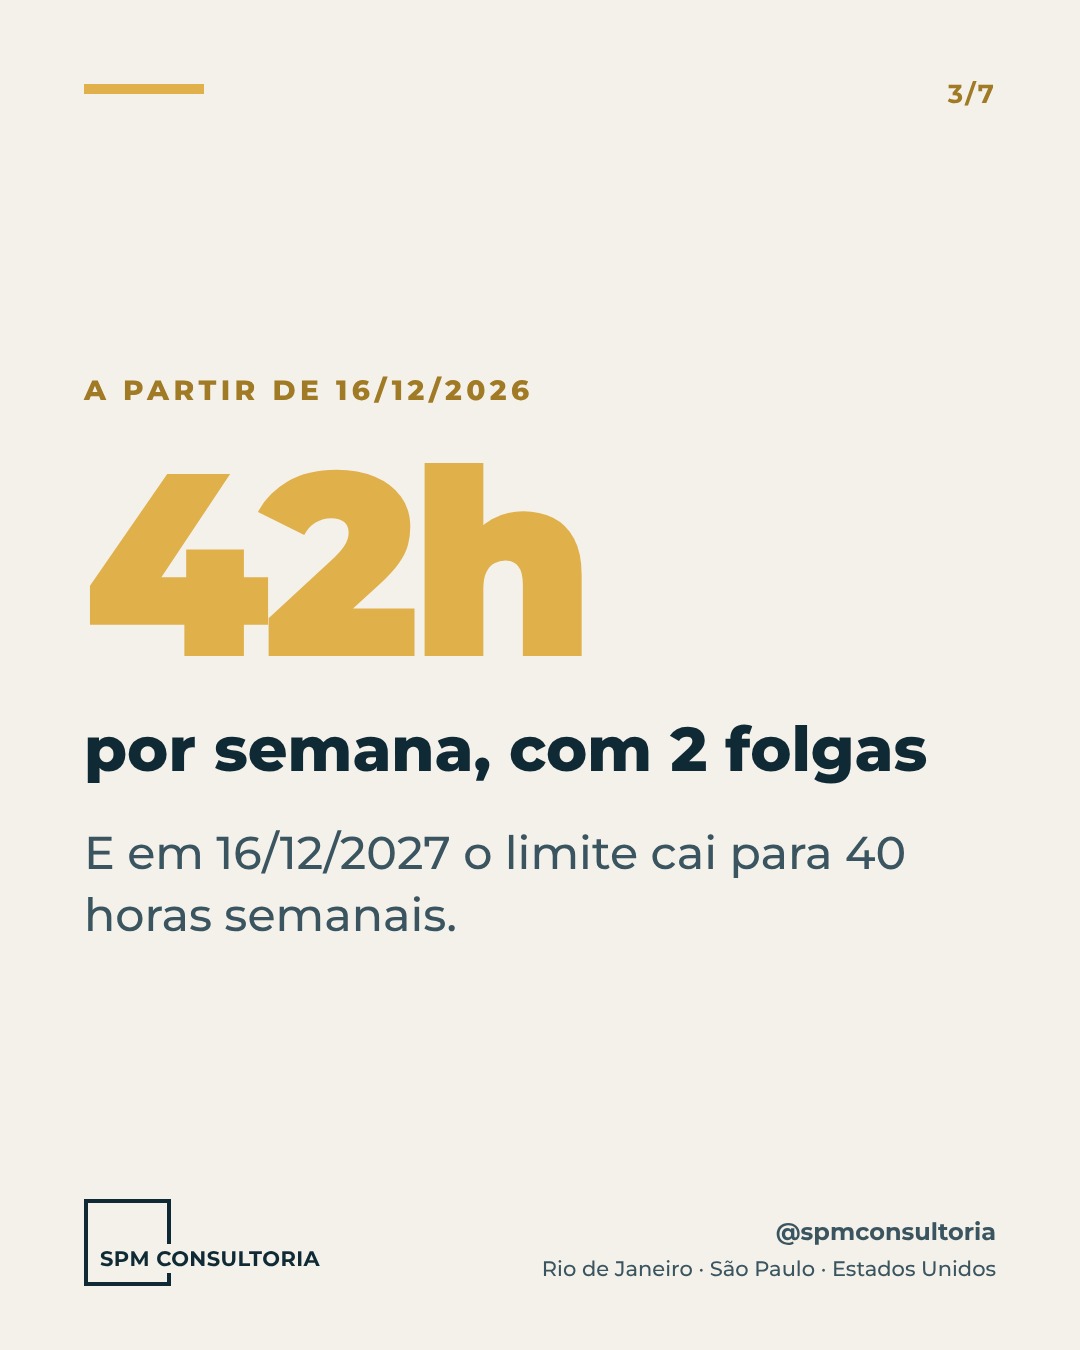 3/7
A PARTIR DE 16/12/2026
42h
por semana, com 2 folgas
E em 16/12/2027 o limite cai para 40
horas semanais.
SPM CONSULTORIA
@spmconsultoria
Rio de Janeiro · São Paulo · Estados Unidos